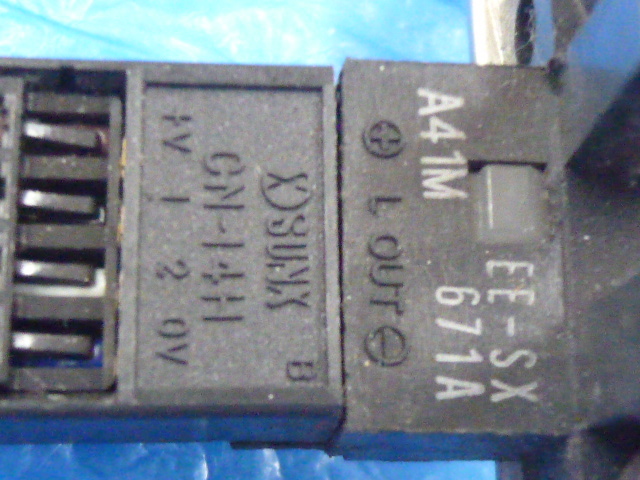 SUNX
CN-14H
+V 1 2 0V
B
EE-SX
671A
A41M
⊕ L OUT ⊖